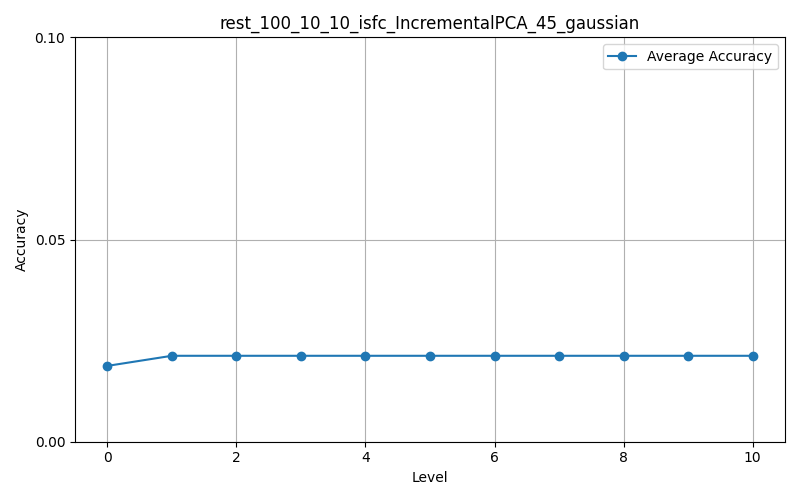 rest_100_10_10_isfc_IncrementalPCA_45_gaussian
Average Accuracy
0.10
0.05
0.00
Accuracy
0 2 4 6 8 10
Level